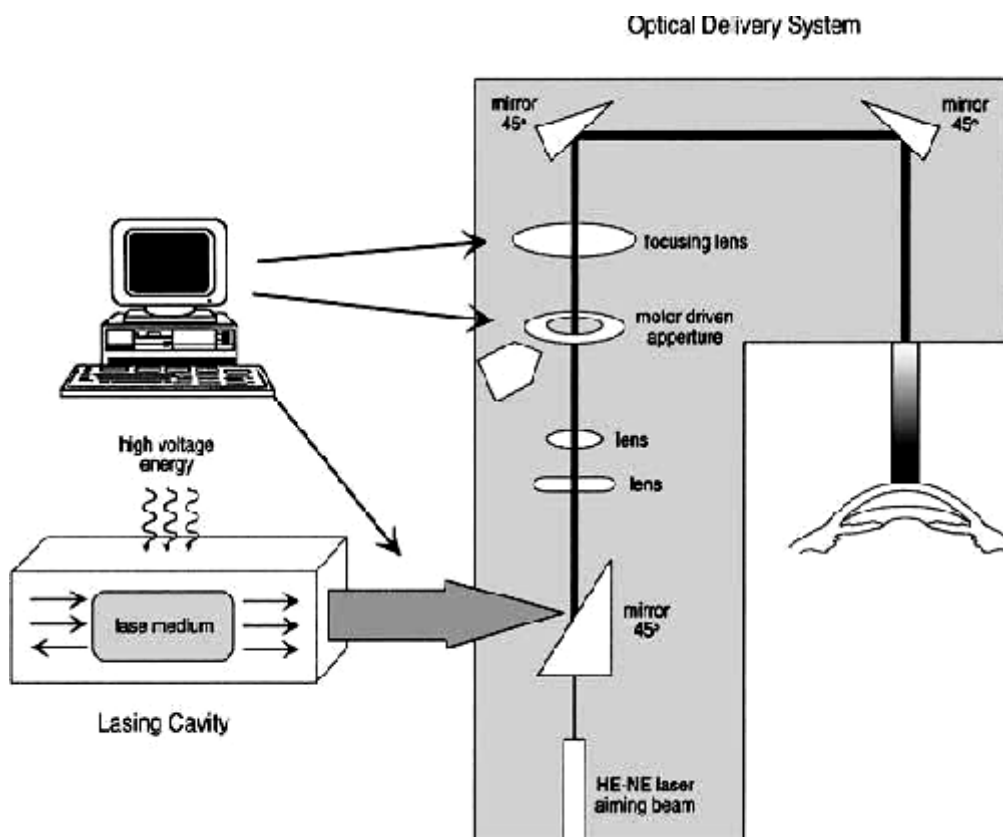 Optical Delivery System
mirror
45°
mirror
45°
focusing lens
motor driven
apperture
lens
lens
high voltage
energy
lase medium
mirror
45°
Lasing Cavity
HE-NE laser
aiming beam